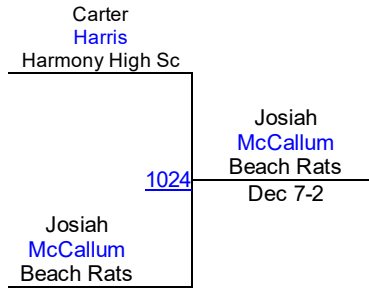 Carter
Harris
Harmony High Sc
Josiah
McCallum
Beach Rats
1024
Dec 7-2
Josiah
McCallum
Beach Rats